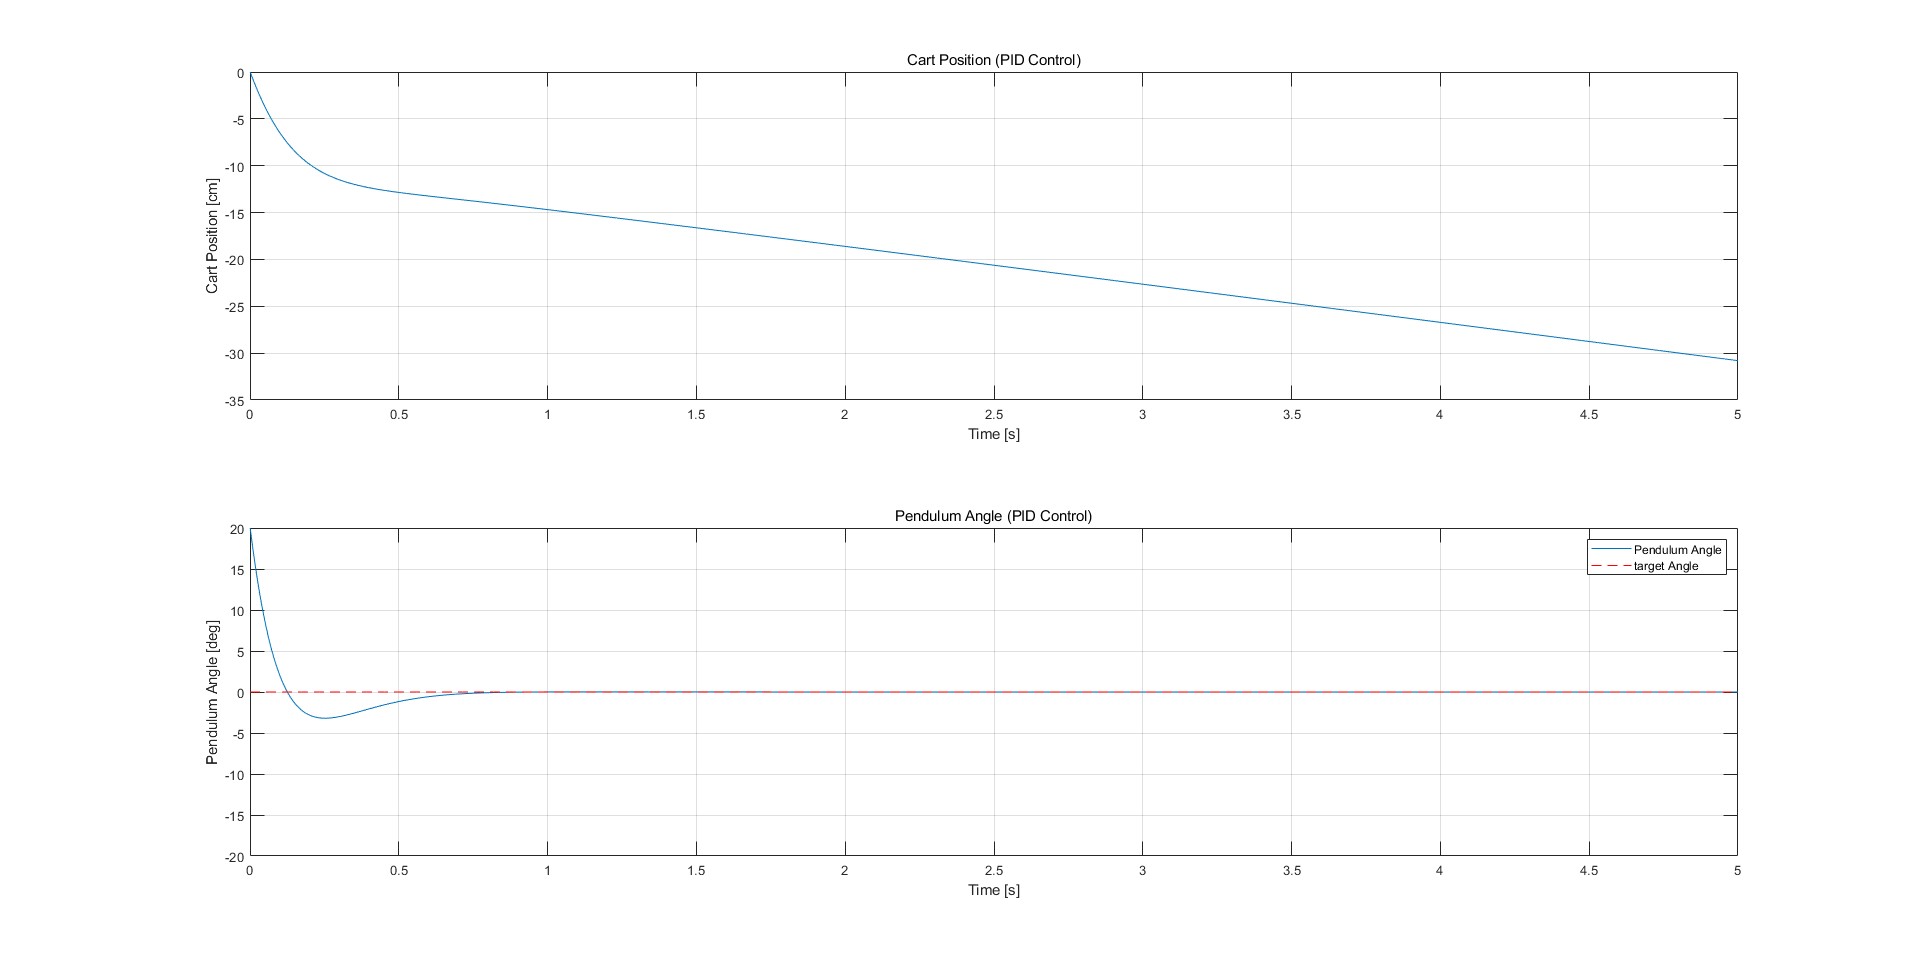 Cart Position (PID Control)
0
-5
-10
-15
-20
-25
-30
-35
Cart Position [cm]
0 0.5 1 1.5 2 2.5 3 3.5 4 4.5 5
Time [s]
Pendulum Angle (PID Control)
20
15
10
5
0
-5
-10
-15
-20
Pendulum Angle [deg]
Pendulum Angle
target Angle
0 0.5 1 1.5 2 2.5 3 3.5 4 4.5 5
Time [s]